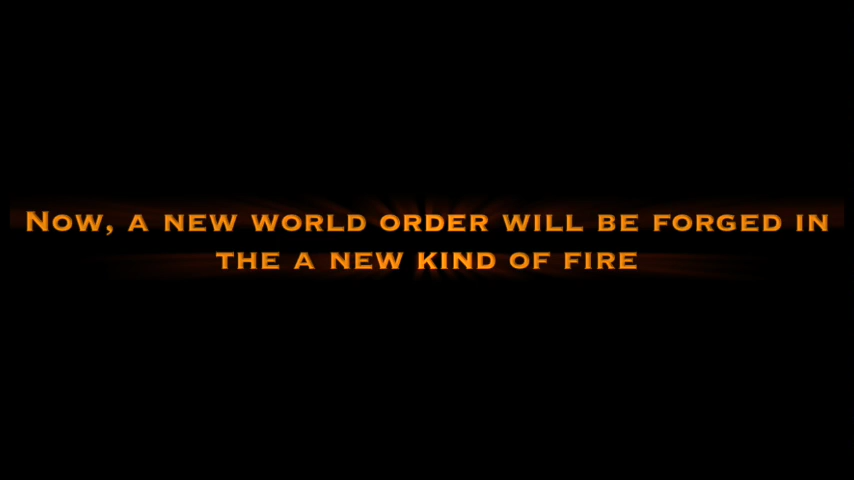 Now, a new world order will be forged in
the a new kind of fire